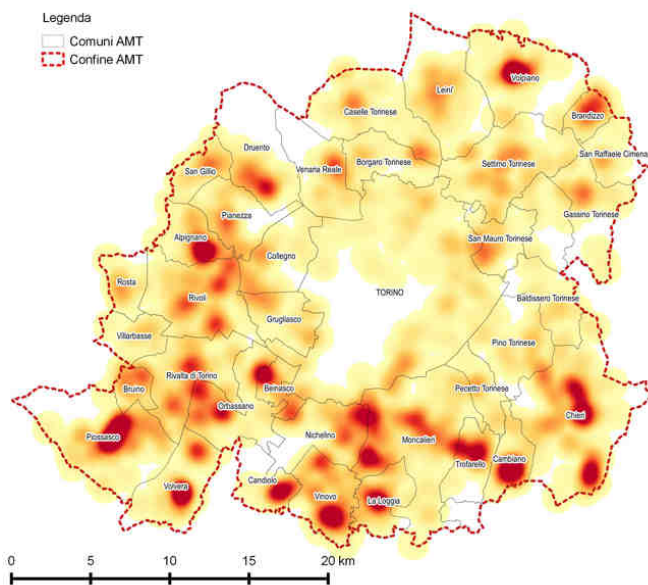 Legenda
Comuni AMT
Confine AMT
Volpiano
Leinì
Brandizzo
Caselle Torinese
San Raffaele Cimena
Druento
Venaria Reale
Borgaro Torinese
Settimo Torinese
San Gillio
Gassino Torinese
Pianezza
Alpignano
San Mauro Torinese
Collegno
Rosta
Rivoli
TORINO
Baldissero Torinese
Grugliasco
Villarbasse
Pino Torinese
Rivalta di Torino
Bruino
Beinasco
Pecetto Torinese
Orbassano
Chieri
Piossasco
Nichelino
Moncalieri
Trofarello
Cambiano
Volvera
Candiolo
Vinovo
La Loggia
0 5 10 15 20 km